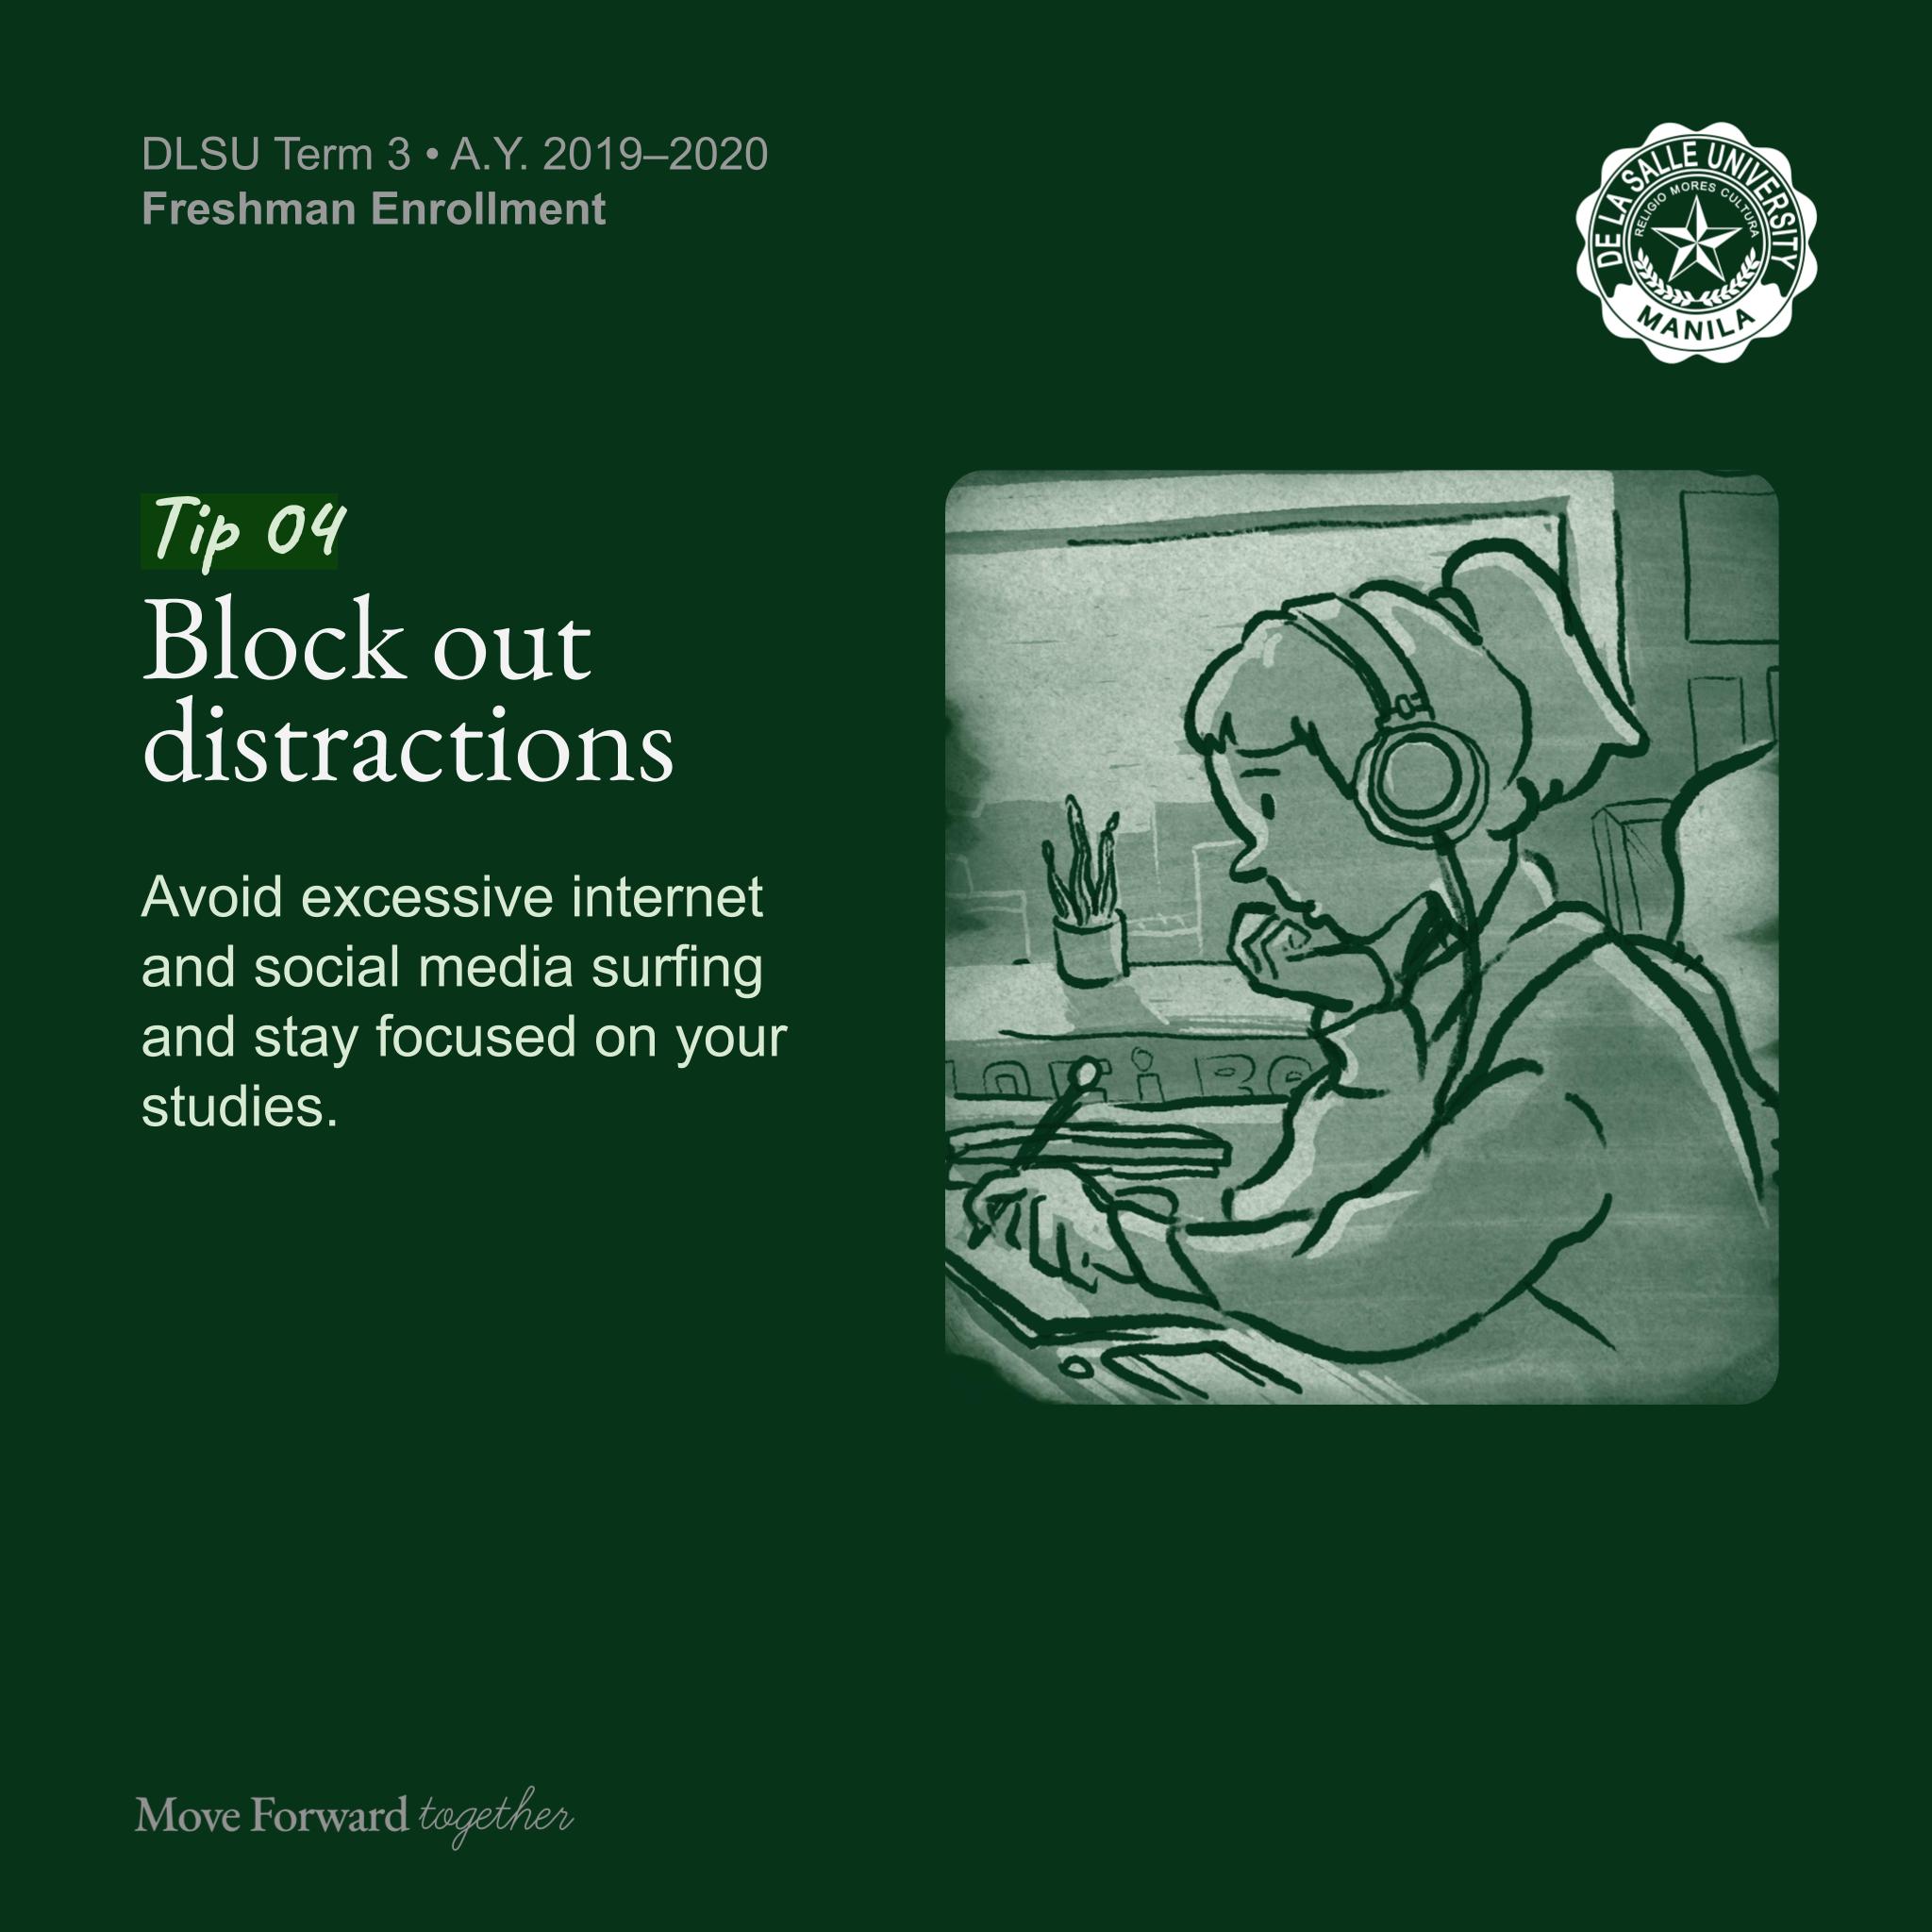 DLSU Term 3 • A.Y. 2019–2020
Freshman Enrollment
DE LA SALLE UNIVERSITY
RELIGIO MORES CULTURA
MANILA
Tip 04
Block out
distractions
Avoid excessive internet
and social media surfing
and stay focused on your
studies.
Move Forward together